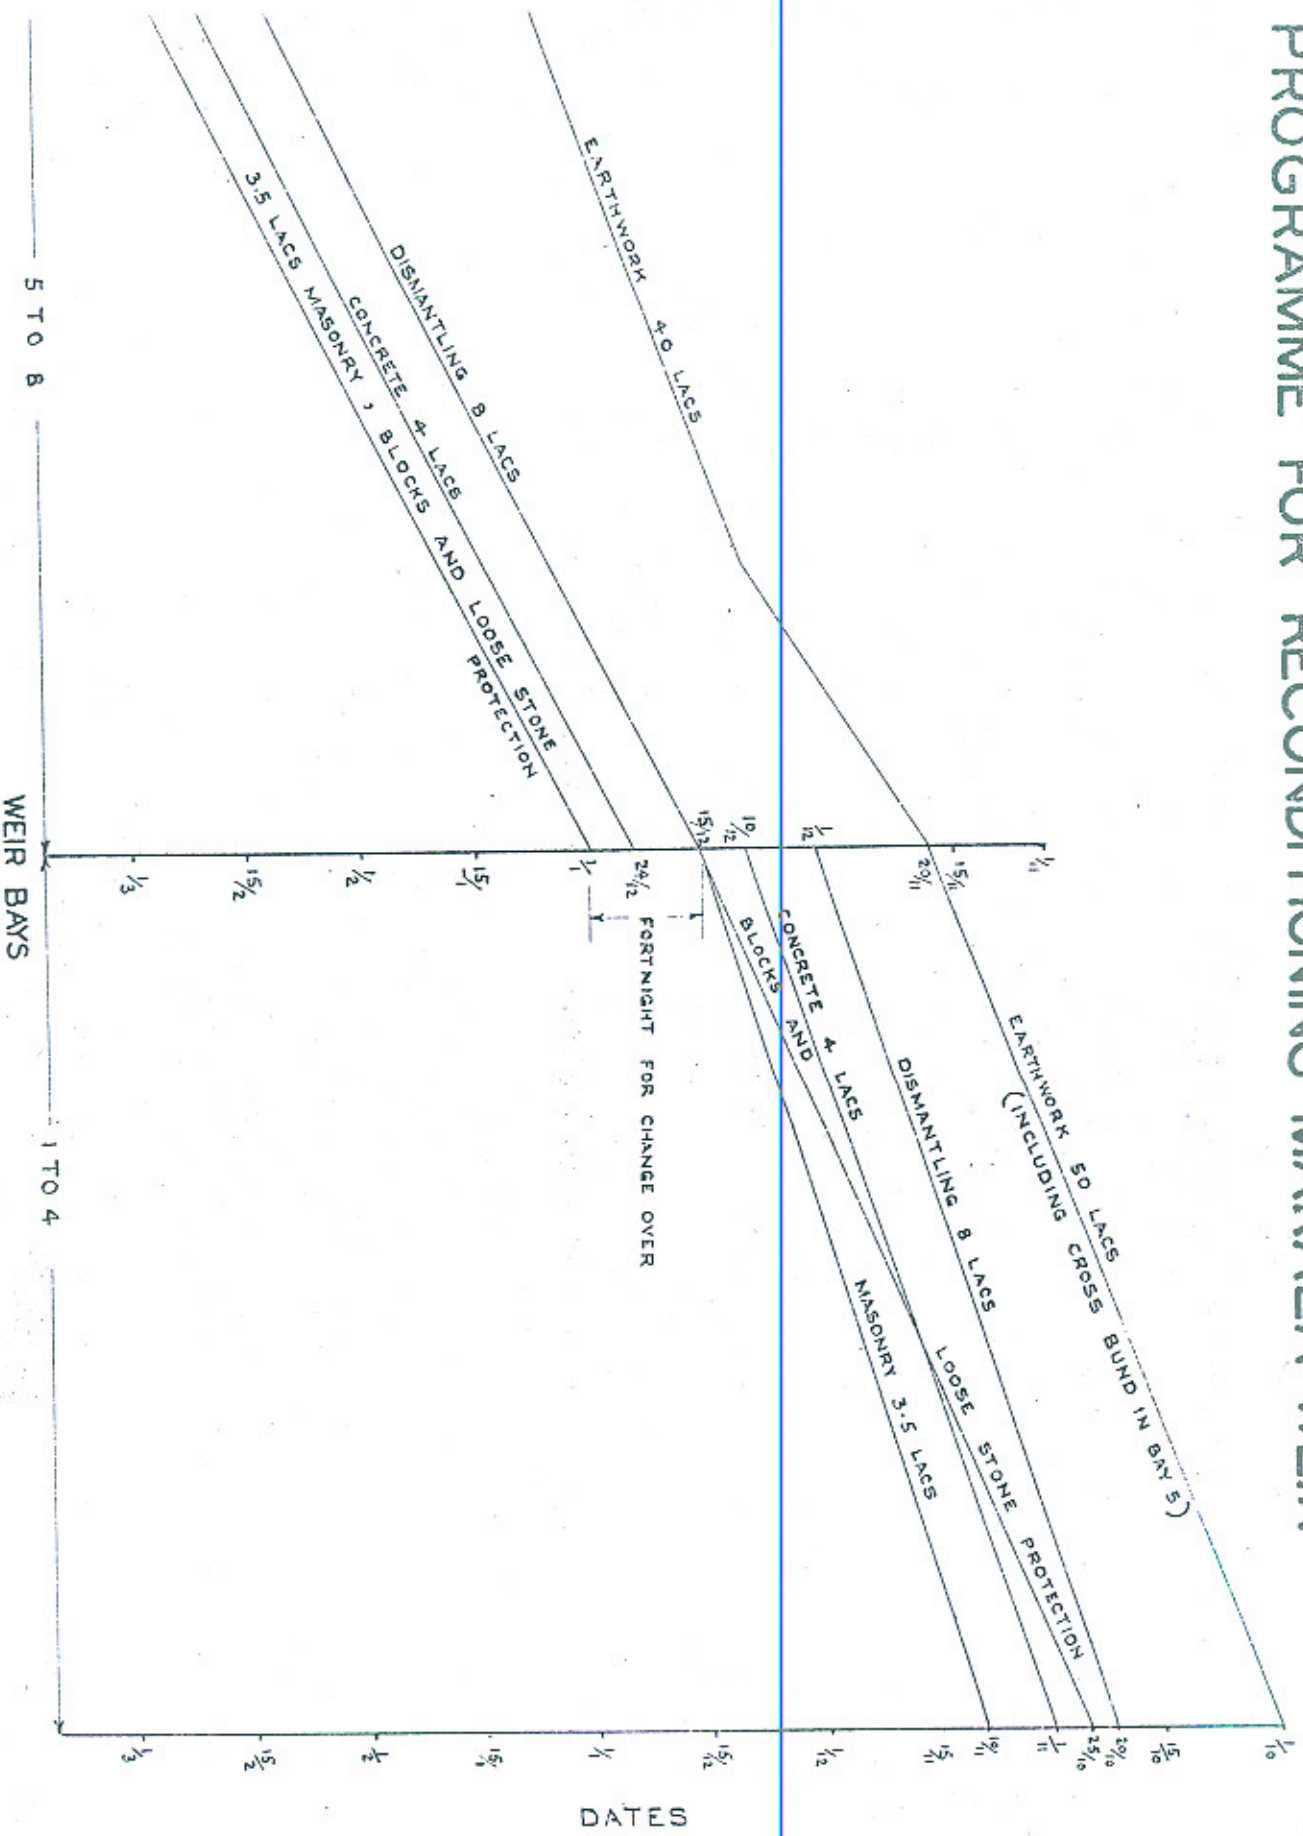 PROGRAMME FOR RECONDITIONING MARALA WEIR
EARTHWORK 40 LACS
DISMANTLING 8 LACS
CONCRETE 4 LACS
3.5 LACS MASONRY, BLOCKS AND LOOSE STONE
PROTECTION
1/11
15/11
20/11
1/12
10/12
15/12
24/12
1/1
15/1
1/2
15/2
1/3
FORTNIGHT FOR CHANGE OVER
EARTHWORK 50 LACS
(INCLUDING CROSS BUND IN BAY 5)
DISMANTLING 8 LACS
CONCRETE 4 LACS
BLOCKS AND LOOSE STONE PROTECTION
MASONRY 3.5 LACS
1/10
15/10
20/10
25/10
1/11
10/11
15/11
1/12
15/12
1/1
15/1
1/2
15/2
1/3
DATES
5 TO 8
1 TO 4
WEIR BAYS